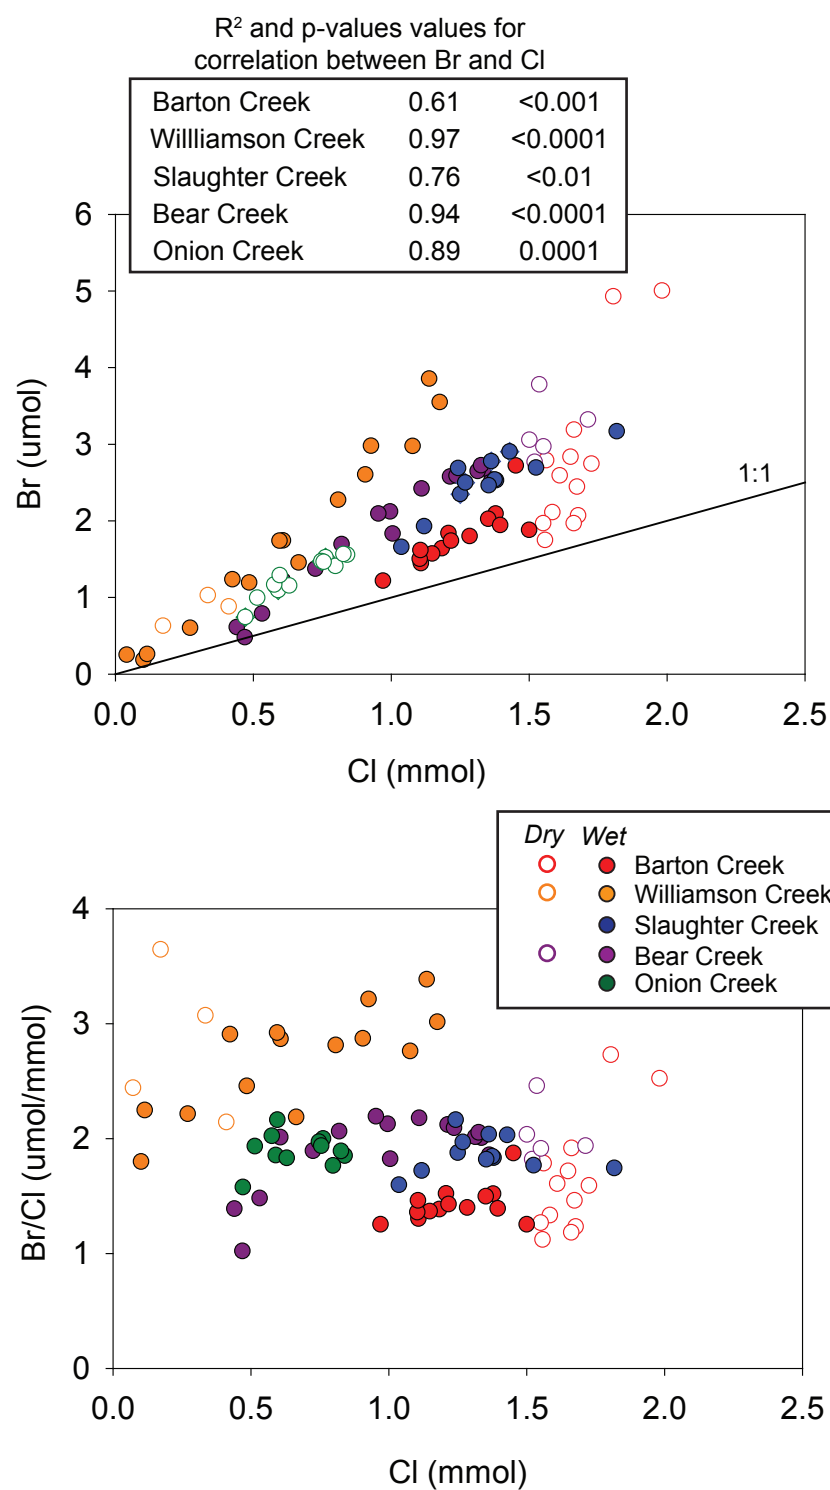 R² and p-values values for
correlation between Br and Cl
Barton Creek 0.61 <0.001
Willliamson Creek 0.97 <0.0001
Slaughter Creek 0.76 <0.01
Bear Creek 0.94 <0.0001
Onion Creek 0.89 0.0001
6
5
4
3
2
1
0
Br (umol)
1:1
0.0 0.5 1.0 1.5 2.0 2.5
Cl (mmol)
Dry Wet
Barton Creek
Williamson Creek
Slaughter Creek
Bear Creek
Onion Creek
4
3
2
1
0
Br/Cl (umol/mmol)
0.0 0.5 1.0 1.5 2.0 2.5
Cl (mmol)